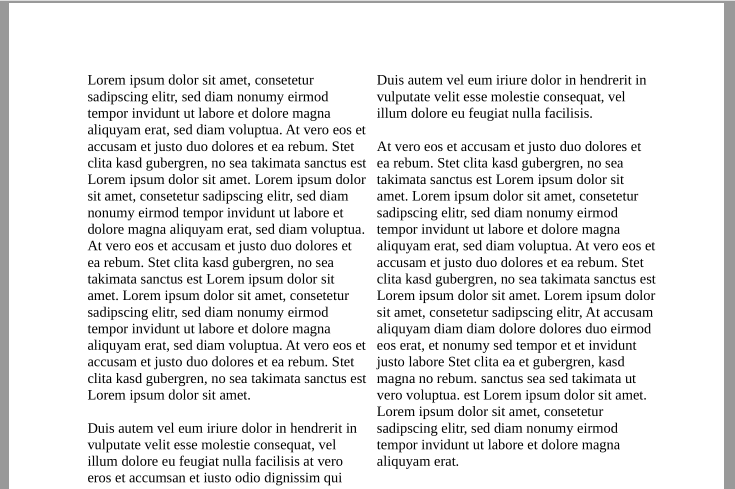 Lorem ipsum dolor sit amet, consetetur
sadipscing elitr, sed diam nonumy eirmod
tempor invidunt ut labore et dolore magna
aliquyam erat, sed diam voluptua. At vero eos et
accusam et justo duo dolores et ea rebum. Stet
clita kasd gubergren, no sea takimata sanctus est
Lorem ipsum dolor sit amet. Lorem ipsum dolor
sit amet, consetetur sadipscing elitr, sed diam
nonumy eirmod tempor invidunt ut labore et
dolore magna aliquyam erat, sed diam voluptua.
At vero eos et accusam et justo duo dolores et
ea rebum. Stet clita kasd gubergren, no sea
takimata sanctus est Lorem ipsum dolor sit
amet. Lorem ipsum dolor sit amet, consetetur
sadipscing elitr, sed diam nonumy eirmod
tempor invidunt ut labore et dolore magna
aliquyam erat, sed diam voluptua. At vero eos et
accusam et justo duo dolores et ea rebum. Stet
clita kasd gubergren, no sea takimata sanctus est
Lorem ipsum dolor sit amet.
Duis autem vel eum iriure dolor in hendrerit in
vulputate velit esse molestie consequat, vel
illum dolore eu feugiat nulla facilisis at vero
eros et accumsan et iusto odio dignissim qui
Duis autem vel eum iriure dolor in hendrerit in
vulputate velit esse molestie consequat, vel
illum dolore eu feugiat nulla facilisis.
At vero eos et accusam et justo duo dolores et
ea rebum. Stet clita kasd gubergren, no sea
takimata sanctus est Lorem ipsum dolor sit
amet. Lorem ipsum dolor sit amet, consetetur
sadipscing elitr, sed diam nonumy eirmod
tempor invidunt ut labore et dolore magna
aliquyam erat, sed diam voluptua. At vero eos et
accusam et justo duo dolores et ea rebum. Stet
clita kasd gubergren, no sea takimata sanctus est
Lorem ipsum dolor sit amet. Lorem ipsum dolor
sit amet, consetetur sadipscing elitr, At accusam
aliquyam diam diam dolore dolores duo eirmod
eos erat, et nonumy sed tempor et et invidunt
justo labore Stet clita ea et gubergren, kasd
magna no rebum. sanctus sea sed takimata ut
vero voluptua. est Lorem ipsum dolor sit amet.
Lorem ipsum dolor sit amet, consetetur
sadipscing elitr, sed diam nonumy eirmod
tempor invidunt ut labore et dolore magna
aliquyam erat.